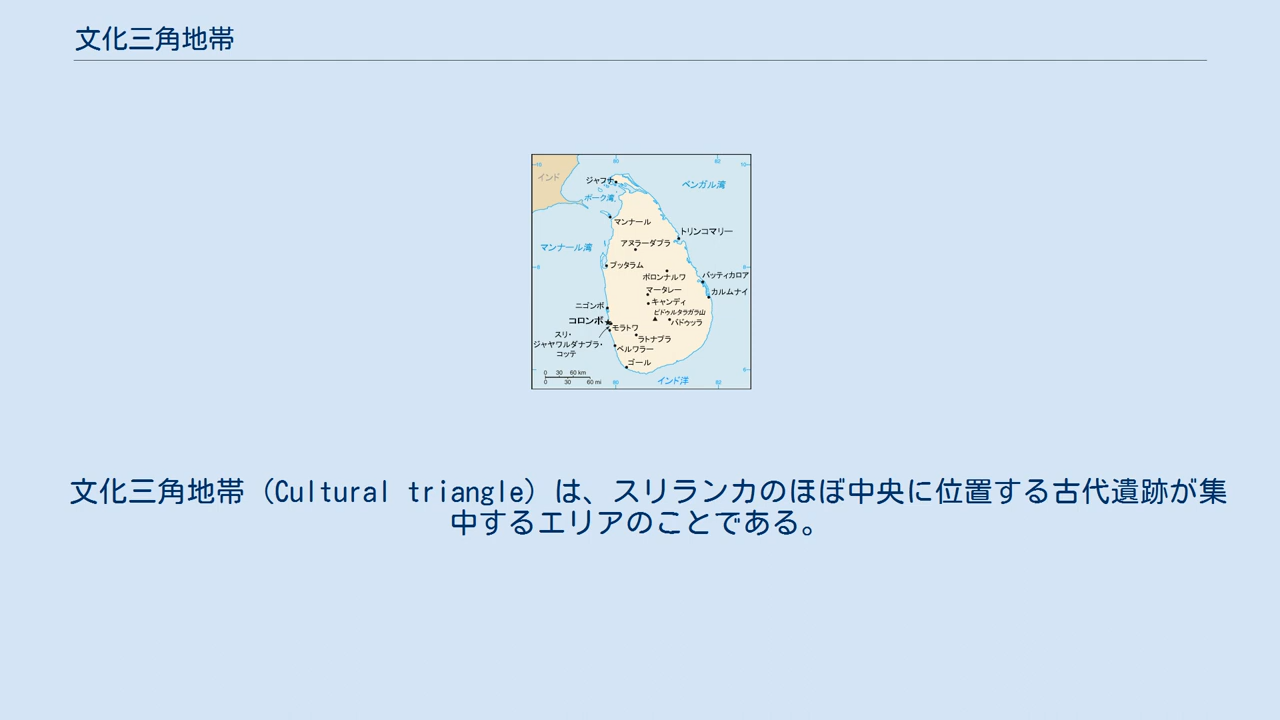 文化三角地帯
インド
ジャフナ
ベンガル湾
ポーク湾
マンナール
トリンコマリー
アヌラーダプラ
マンナール湾
プッタラム
ポロンナルワ
バッティカロア
マータレー
カルムナイ
キャンディ
ニゴンボ
ピドゥルタラガラ山
コロンボ
バドゥッラ
モラトワ
スリ・
ジャヤワルダナプラ・
コッテ
ラトナプラ
ベルワラー
ゴール
0 30 60 km
0 30 60 mi
インド洋
文化三角地帯（Cultural triangle）は、スリランカのほぼ中央に位置する古代遺跡が集
中するエリアのことである。